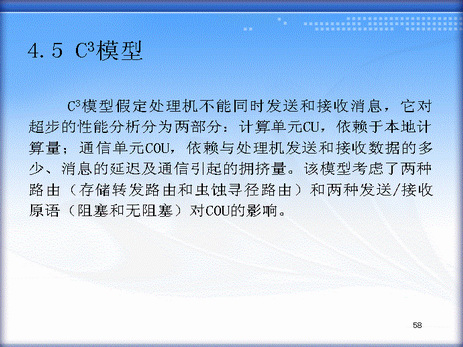 4.5 C³模型
C³模型假定处理机不能同时发送和接收消息，它对
超步的性能分析分为两部分：计算单元CU，依赖于本地计
算量；通信单元COU，依赖与处理机发送和接收数据的多
少、消息的延迟及通信引起的拥挤量。该模型考虑了两种
路由（存储转发路由和虫蚀寻径路由）和两种发送/接收
原语（阻塞和无阻塞）对COU的影响。
58